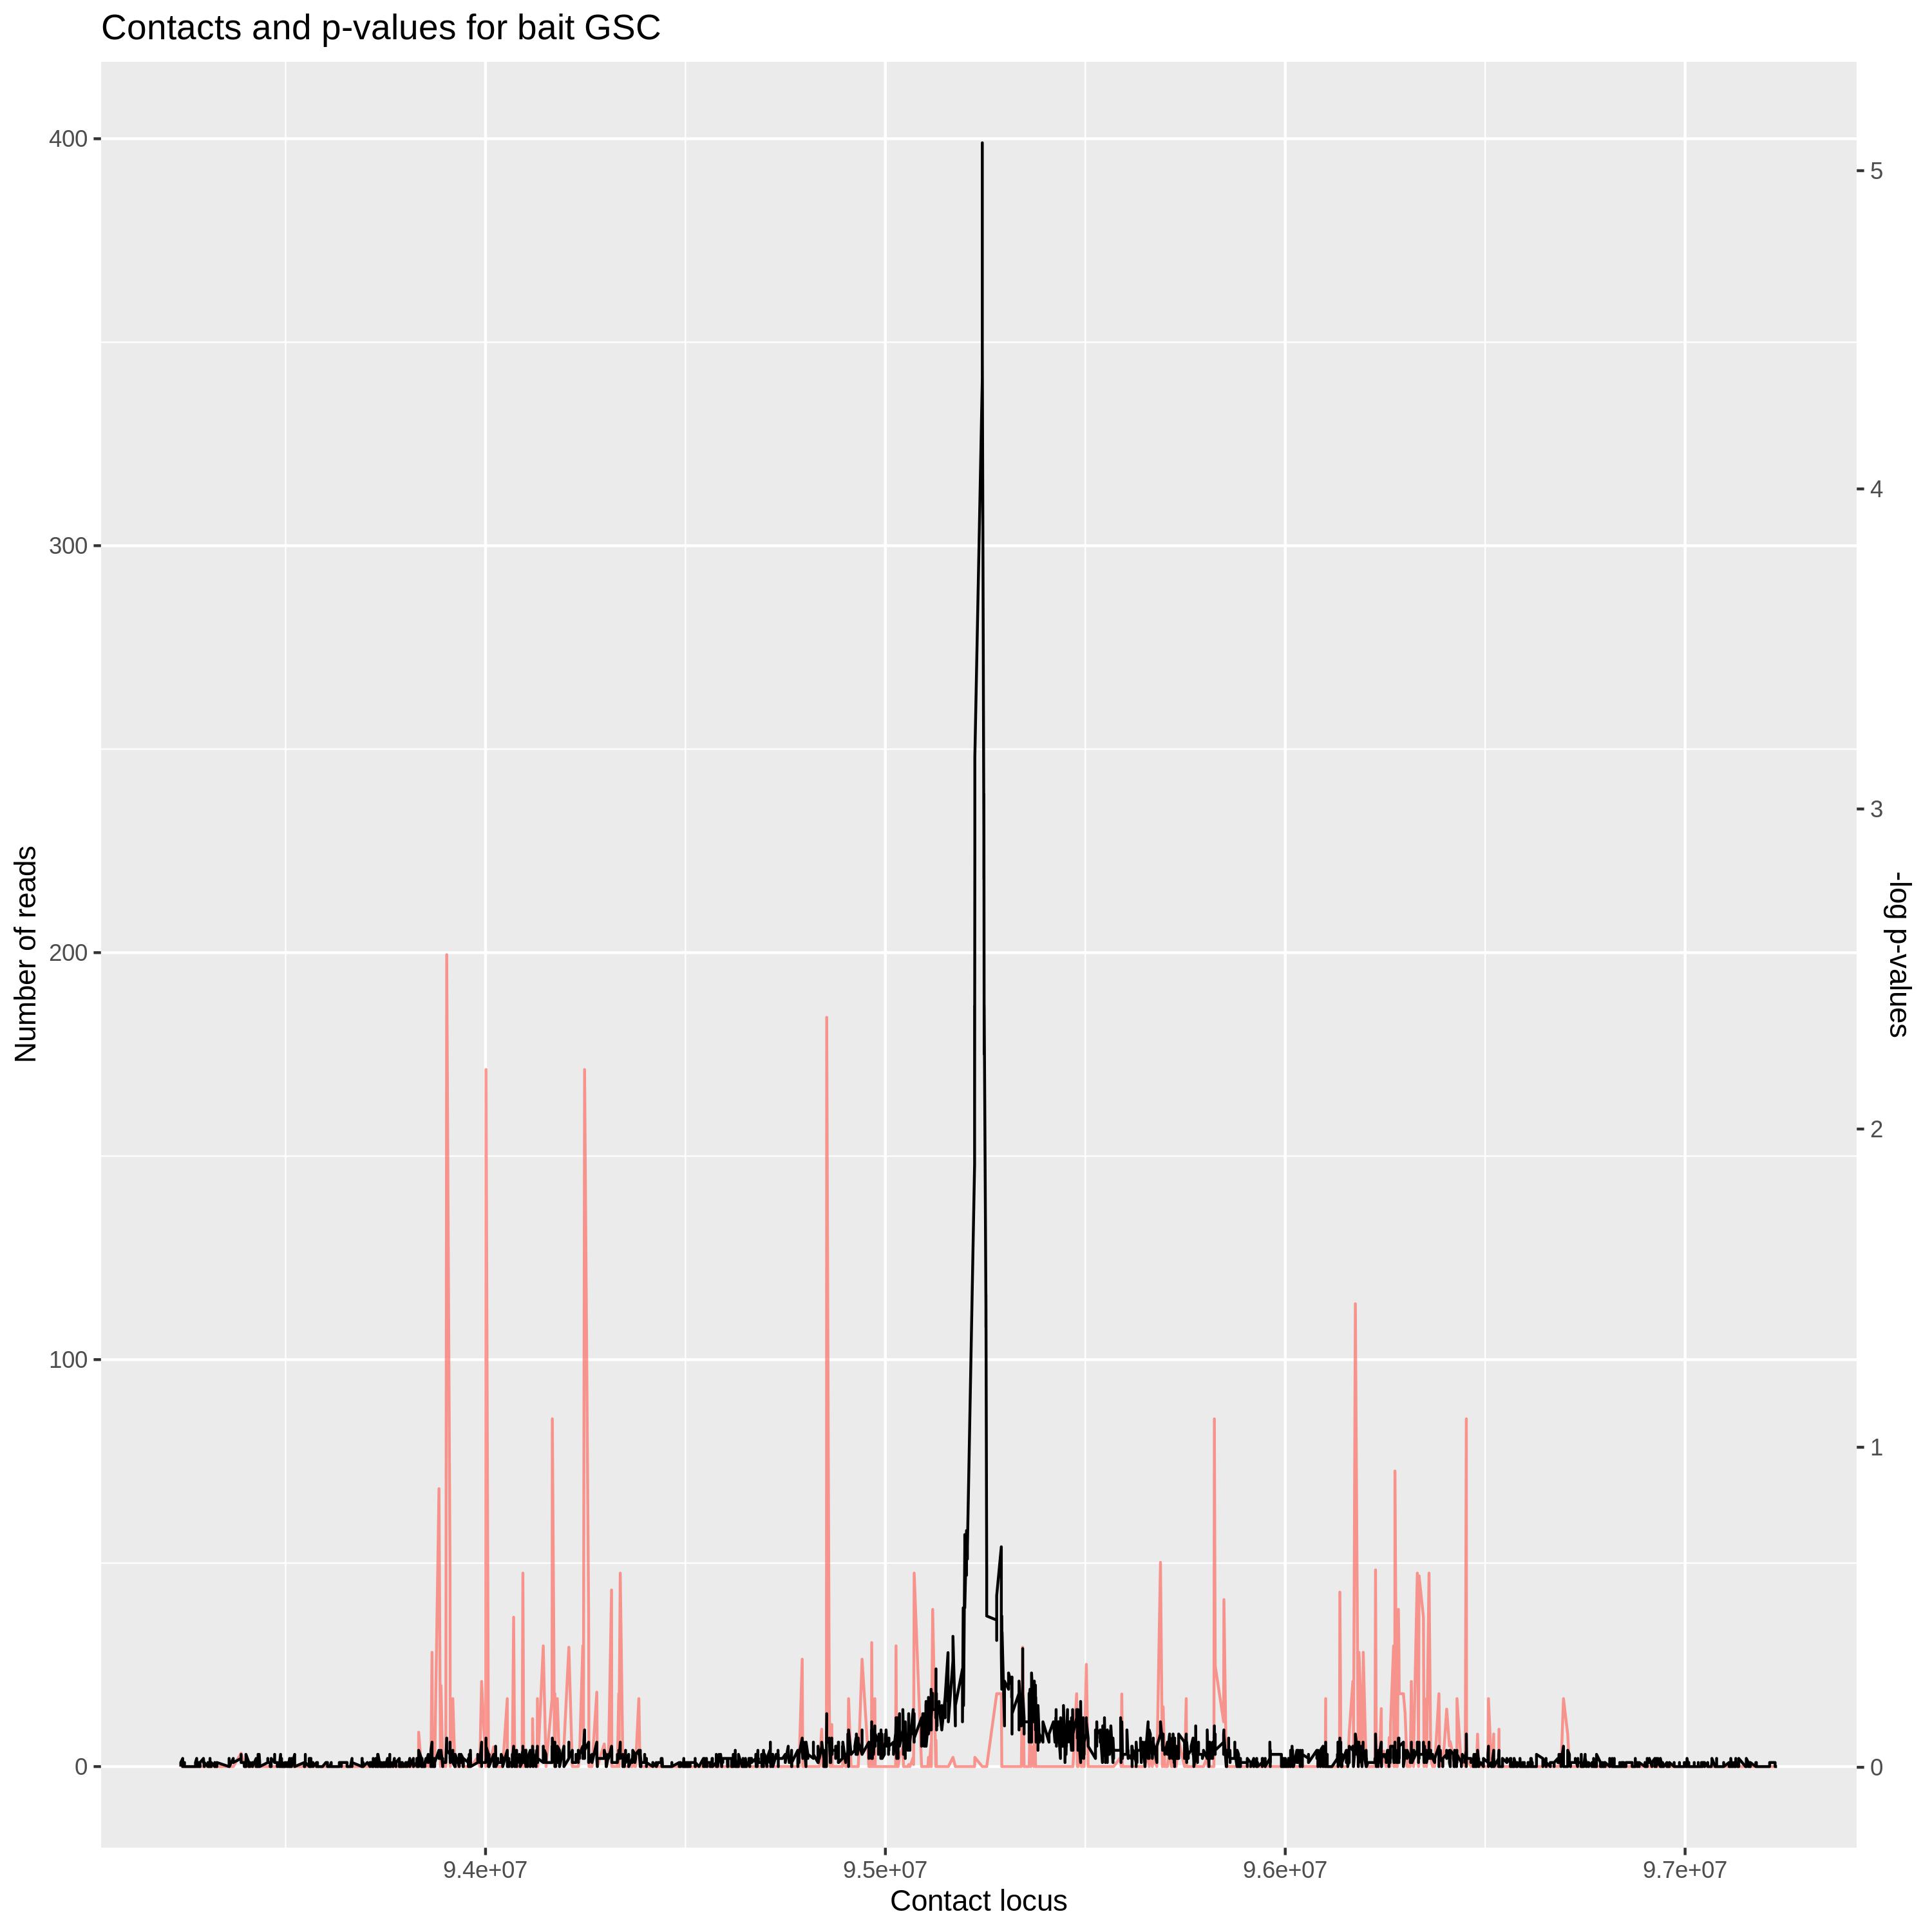 Contacts and p-values for bait GSC
400
300
200
100
0
Number of reads
5
4
3
2
1
0
-log p-values
9.4e+07
9.5e+07
9.6e+07
9.7e+07
Contact locus